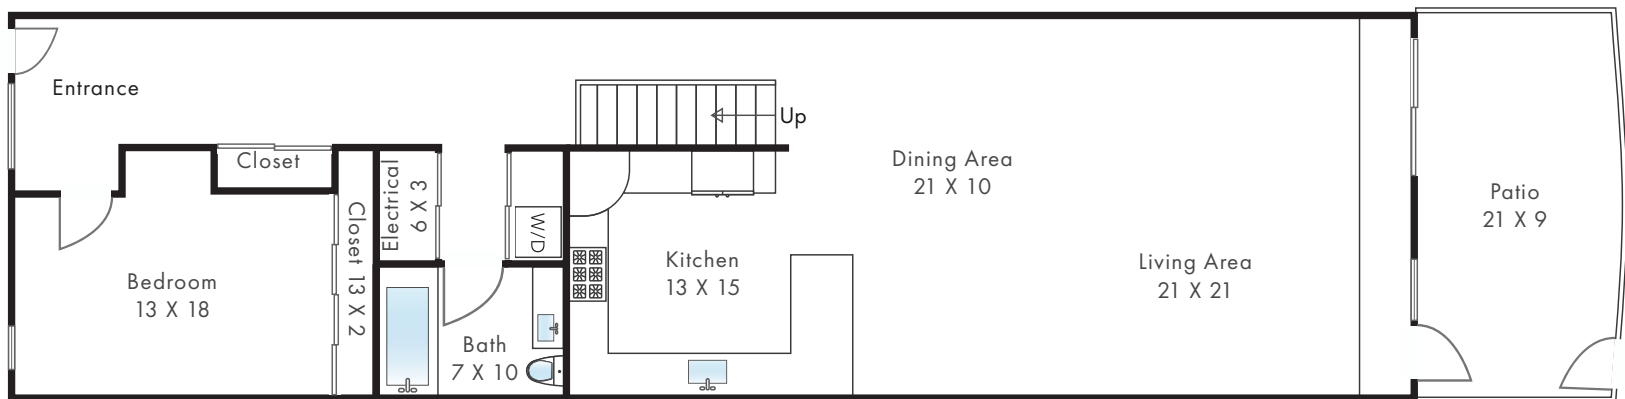 Entrance
Closet
Electrical
6 X 3
Closet 13 X 2
W/D
Up
Bedroom
13 X 18
Bath
7 X 10
Kitchen
13 X 15
Dining Area
21 X 10
Living Area
21 X 21
Patio
21 X 9